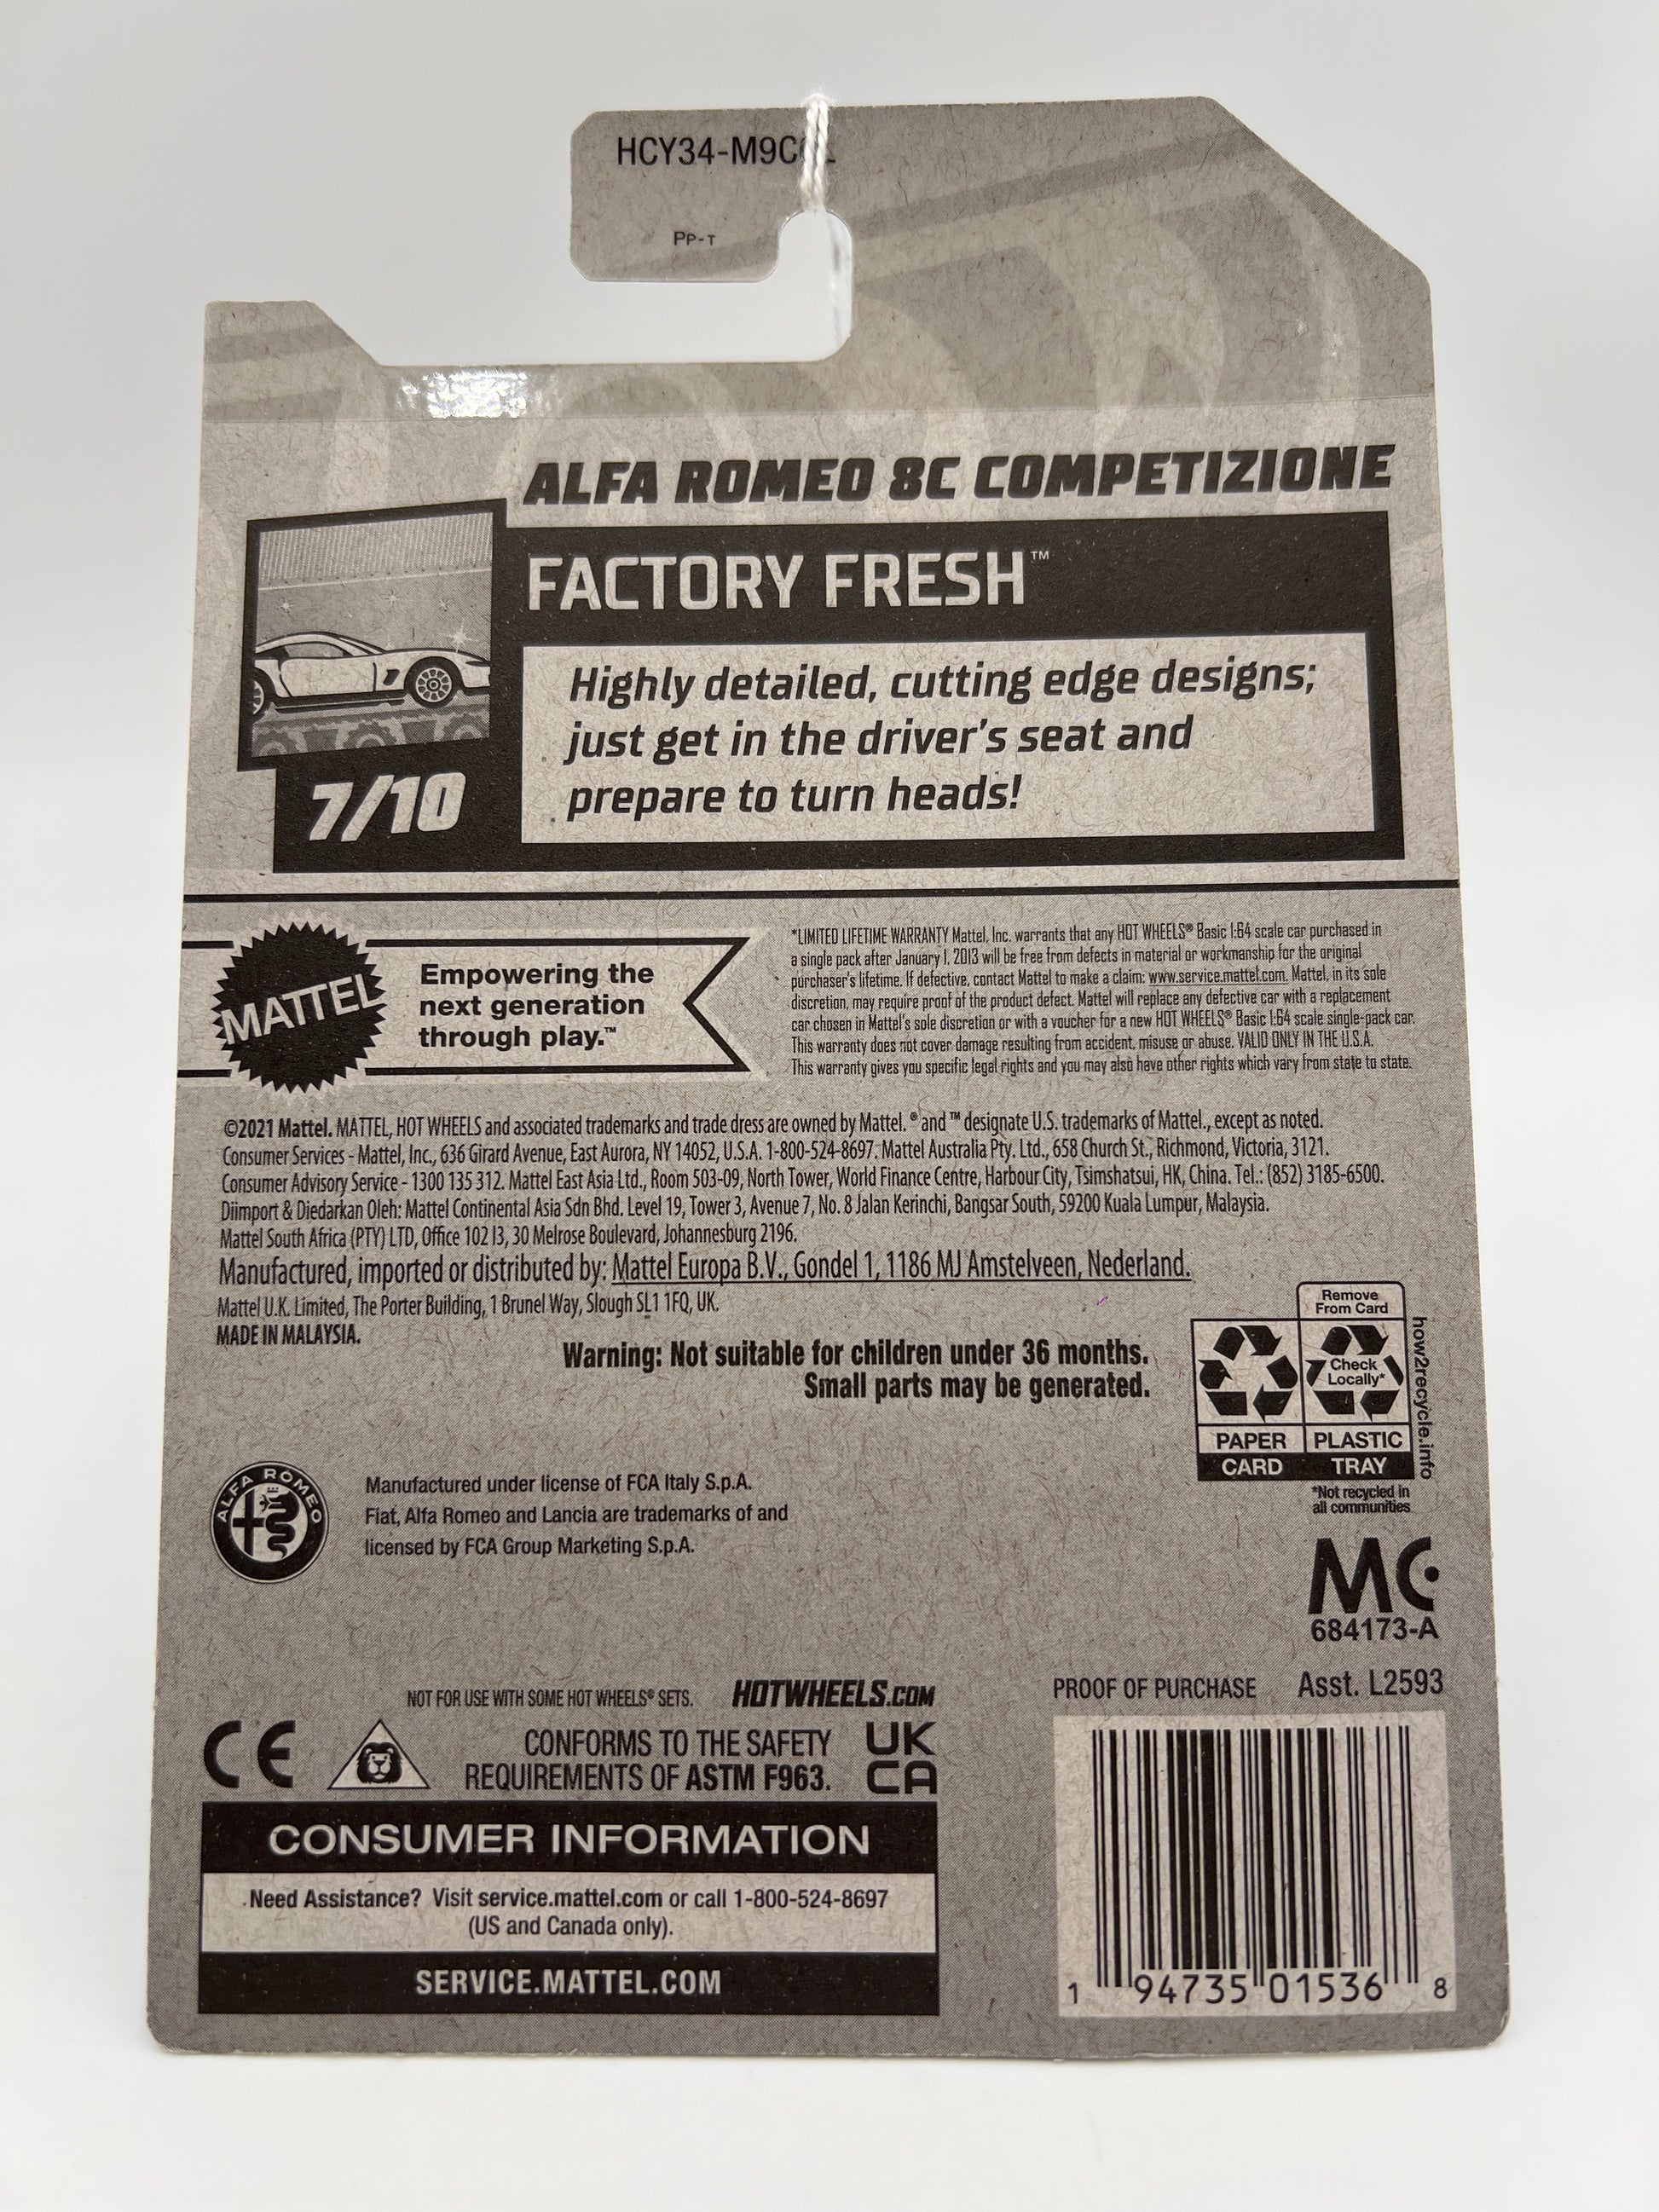 Pp-T
ALFA ROMEO 8C COMPETIZIONE
FACTORY FRESH™
Highly detailed, cutting edge designs;
just get in the driver's seat and
prepare to turn heads!
7/10
MATTEL
Empowering the
next generation
through play.™
*LIMITED LIFETIME WARRANTY Mattel, Inc. warrants that any HOT WHEELS® Basic 1:64 scale car purchased in
a single pack after January 1, 2013 will be free from defects in material or workmanship for the original
purchaser's lifetime. If defective, contact Mattel to make a claim: www.service.mattel.com. Mattel, in its sole
discretion, may require proof of the product defect. Mattel will replace any defective car with a replacement
car chosen in Mattel's sole discretion or with a voucher for a new HOT WHEELS® Basic 1:64 scale single-pack car.
This warranty does not cover damage resulting from accident, misuse or abuse. VALID ONLY IN THE U.S.A.
This warranty gives you specific legal rights and you may also have other rights which vary from state to state.
©2021 Mattel. MATTEL, HOT WHEELS and associated trademarks and trade dress are owned by Mattel. ® and ™ designate U.S. trademarks of Mattel., except as noted.
Consumer Services - Mattel, Inc., 636 Girard Avenue, East Aurora, NY 14052, U.S.A. 1-800-524-8697. Mattel Australia Pty. Ltd., 658 Church St., Richmond, Victoria, 3121.
Consumer Advisory Service - 1300 135 312. Mattel East Asia Ltd., Room 503-09, North Tower, World Finance Centre, Harbour City, Tsimshatsui, HK, China. Tel.: (852) 3185-6500.
Diimport & Diedarkan Oleh: Mattel Continental Asia Sdn Bhd. Level 19, Tower 3, Avenue 7, No. 8 Jalan Kerinchi, Bangsar South, 59200 Kuala Lumpur, Malaysia.
Mattel South Africa (PTY) LTD, Office 102 I3, 30 Melrose Boulevard, Johannesburg 2196.
Manufactured, imported or distributed by: Mattel Europa B.V., Gondel 1, 1186 MJ Amstelveen, Nederland.
Mattel U.K. Limited, The Porter Building, 1 Brunel Way, Slough SL1 1FQ, UK.
MADE IN MALAYSIA.
Warning: Not suitable for children under 36 months.
Small parts may be generated.
Remove
From Card
Check
Locally*
PAPER
CARD
PLASTIC
TRAY
how2recycle.info
*Not recycled in
all communities
ALFA ROMEO
Manufactured under license of FCA Italy S.p.A.
Fiat, Alfa Romeo and Lancia are trademarks of and
licensed by FCA Group Marketing S.p.A.
MC
684173-A
NOT FOR USE WITH SOME HOT WHEELS® SETS.
HOTWHEELS.COM
PROOF OF PURCHASE
Asst. L2593
CE
CONFORMS TO THE SAFETY
REQUIREMENTS OF ASTM F963.
UK
CA
CONSUMER INFORMATION
Need Assistance? Visit service.mattel.com or call 1-800-524-8697
(US and Canada only).
SERVICE.MATTEL.COM
1 94735 01536 8